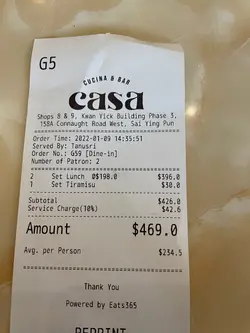 G5
CUCINA & BAR
casa
Shops 8 & 9, Kwan Yick Building Phase 3,
158A Connaught Road West, Sai Ying Pun
Order Time: 2022-01-09 14:35:51
Served By: Tanusri
Order No.: G59 [Dine-in]
Number of Patron: 2
2 Set Lunch @$198.0 $396.0
1 Set Tiramisu $30.0
Subtotal $426.0
Service Charge(10%) $42.6
Amount $469.0
Avg. per Person $234.5
Thank You
Powered by Eats365
REPRINT